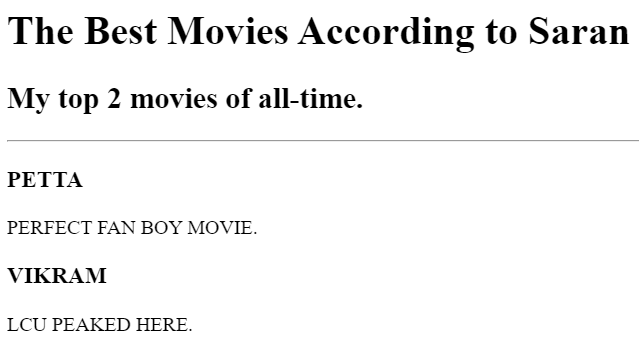 The Best Movies According to Saran
My top 2 movies of all-time.
PETTA
PERFECT FAN BOY MOVIE.
VIKRAM
LCU PEAKED HERE.